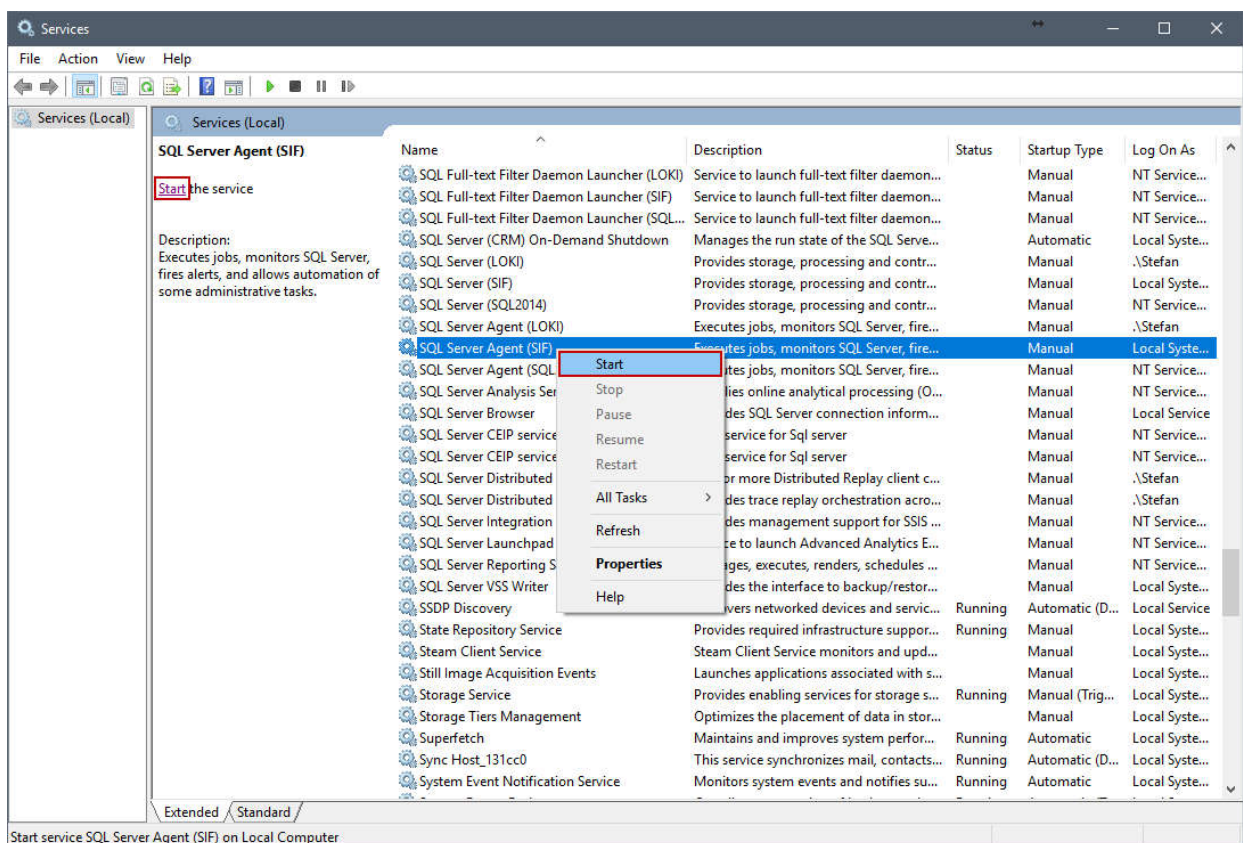 Services
File Action View Help
Services (Local)
Services (Local)
SQL Server Agent (SIF)
Start the service
Description:
Executes jobs, monitors SQL Server,
fires alerts, and allows automation of
some administrative tasks.
Name Description Status Startup Type Log On As
SQL Full-text Filter Daemon Launcher (LOKI) Service to launch full-text filter daemon... Manual NT Service...
SQL Full-text Filter Daemon Launcher (SIF) Service to launch full-text filter daemon... Manual NT Service...
SQL Full-text Filter Daemon Launcher (SQL... Service to launch full-text filter daemon... Manual NT Service...
SQL Server (CRM) On-Demand Shutdown Manages the run state of the SQL Serve... Automatic Local Syste...
SQL Server (LOKI) Provides storage, processing and contr... Manual .\Stefan
SQL Server (SIF) Provides storage, processing and contr... Manual Local Syste...
SQL Server (SQL2014) Provides storage, processing and contr... Manual NT Service...
SQL Server Agent (LOKI) Executes jobs, monitors SQL Server, fire... Manual .\Stefan
SQL Server Agent (SIF) Executes jobs, monitors SQL Server, fire... Manual Local Syste...
SQL Server Agent (SQL utes jobs, monitors SQL Server, fire... Manual NT Service...
SQL Server Analysis Ser lies online analytical processing (O... Manual NT Service...
SQL Server Browser des SQL Server connection inform... Manual Local Service
SQL Server CEIP service service for Sql server Manual NT Service...
SQL Server CEIP service service for Sql server Manual NT Service...
SQL Server Distributed or more Distributed Replay client c... Manual .\Stefan
SQL Server Distributed des trace replay orchestration acro... Manual .\Stefan
SQL Server Integration des management support for SSIS ... Manual NT Service...
SQL Server Launchpad ce to launch Advanced Analytics E... Manual NT Service...
SQL Server Reporting S ages, executes, renders, schedules ... Manual NT Service...
SQL Server VSS Writer des the interface to backup/restor... Manual Local Syste...
SSDP Discovery vers networked devices and servic... Running Automatic (D... Local Service
State Repository Service Provides required infrastructure suppor... Running Manual Local Syste...
Steam Client Service Steam Client Service monitors and upd... Manual Local Syste...
Still Image Acquisition Events Launches applications associated with s... Manual Local Syste...
Storage Service Provides enabling services for storage s... Running Manual (Trig... Local Syste...
Storage Tiers Management Optimizes the placement of data in stor... Manual Local Syste...
Superfetch Maintains and improves system perfor... Running Automatic Local Syste...
Sync Host_131cc0 This service synchronizes mail, contacts... Running Automatic (D... Local Syste...
System Event Notification Service Monitors system events and notifies su... Running Automatic Local Syste...
Start
Stop
Pause
Resume
Restart
All Tasks
Refresh
Properties
Help
Extended Standard
Start service SQL Server Agent (SIF) on Local Computer